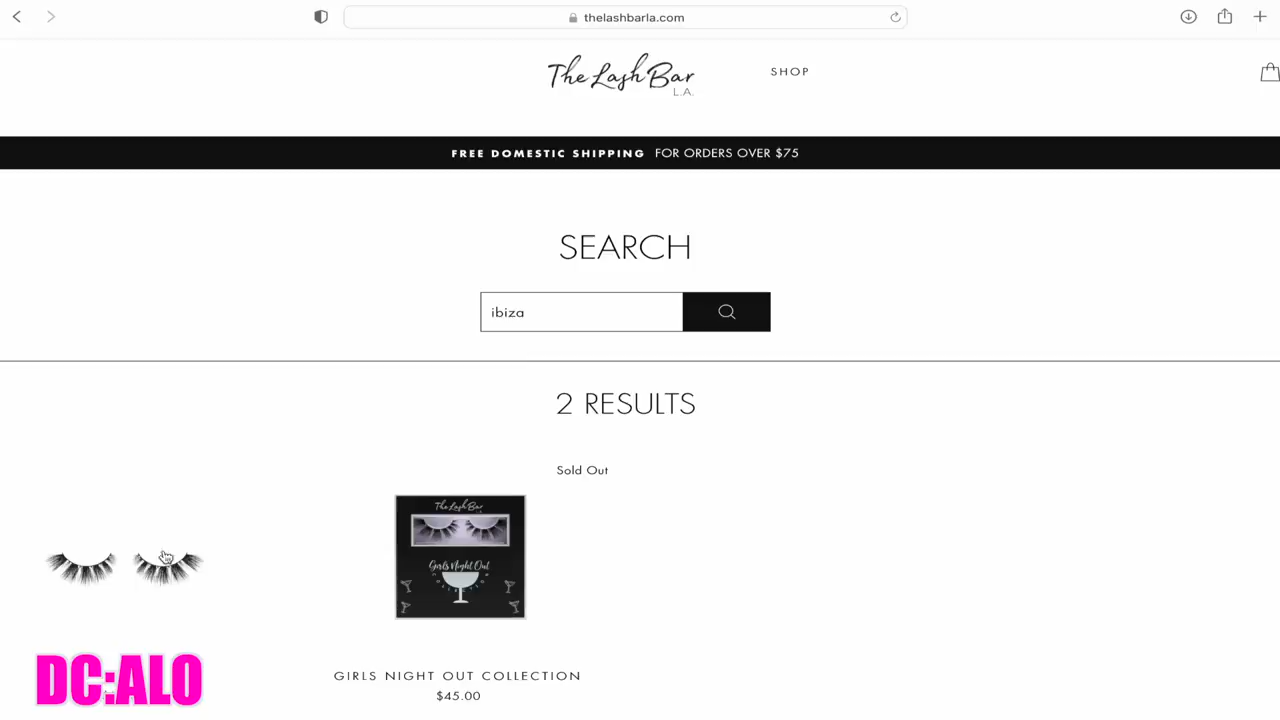 thelashbarla.com
The Lash Bar
L.A.
SHOP
FREE DOMESTIC SHIPPING FOR ORDERS OVER $75
SEARCH
ibiza
2 RESULTS
Sold Out
The Lash Bar
Girls Night Out
GIRLS NIGHT OUT COLLECTION
$45.00
DC:ALO